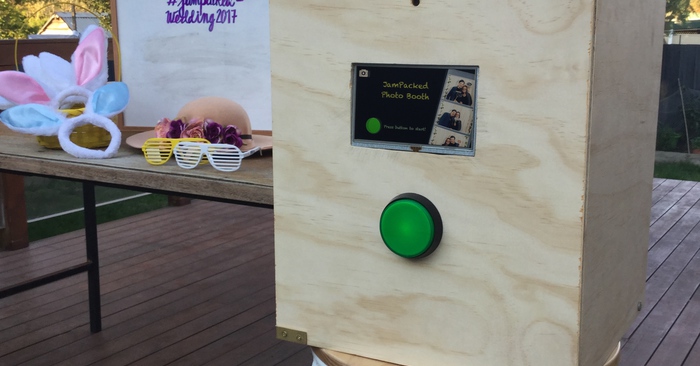 #Jampacked
Wedding2017
JamPacked
Photo Booth
Press button to start!